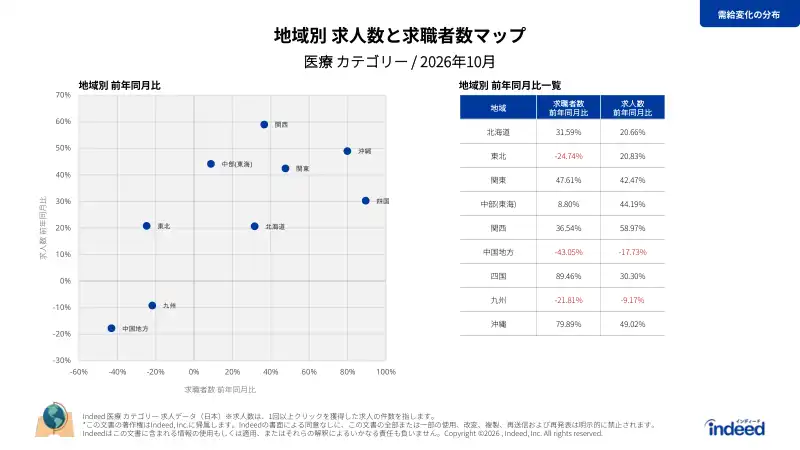 需給変化の分布
地域別 求人数と求職者数マップ
医療 カテゴリー / 2026年10月
地域別 前年同月比
70%
60%
50%
40%
30%
20%
10%
0%
-10%
-20%
-30%
-60%
-40%
-20%
0%
20%
40%
60%
80%
100%
求人数 前年同月比
求職者数 前年同月比
関西
沖縄
中部(東海)
関東
四国
東北
北海道
九州
中国地方
地域別 前年同月比一覧
地域 求職者数 前年同月比 求人数 前年同月比
北海道 31.59% 20.66%
東北 -24.74% 20.83%
関東 47.61% 42.47%
中部(東海) 8.80% 44.19%
関西 36.54% 58.97%
中国地方 -43.05% -17.73%
四国 89.46% 30.30%
九州 -21.81% -9.17%
沖縄 79.89% 49.02%
Indeed 医療 カテゴリー 求人データ（日本）※求人数は、1回以上クリックを獲得した求人の件数を指します。
*この文書の著作権はIndeed, Inc.に帰属します。Indeedの書面による同意なしに、この文書の全部または一部の使用、改変、複製、再送信および再発表は明示的に禁止されます。
Indeedはこの文書に含まれる情報の使用もしくは適用、またはそれらの解釈によるいかなる責任も負いません。Copyright ©2026 , Indeed, Inc. All rights reserved.
インディード
indeed